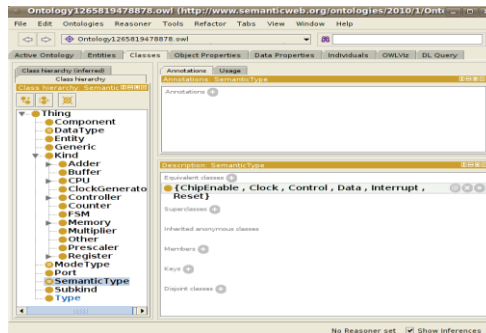 Ontology1265819478878.owl (http://www.semanticweb.org/ontologies/2010/1/Onto
File Edit Ontologies Reasoner Tools Refactor Tabs View Window Help
Ontology1265819478878.owl
Active Ontology Entities Classes Object Properties Data Properties Individuals OWLViz DL Query
Class hierarchy (inferred)
Class hierarchy
Class hierarchy: Semantic
Thing
Component
DataType
Entity
Generic
Kind
Adder
Buffer
CPU
ClockGenerato
Controller
Counter
FSM
Memory
Multiplier
Other
Prescaler
Register
ModeType
Port
SemanticType
Subkind
Type
Annotations Usage
Annotations: SemanticType
Annotations
Description: SemanticType
Equivalent classes
{ChipEnable , Clock , Control , Data , Interrupt ,
Reset}
Superclasses
Inherited anonymous classes
Members
Keys
Disjoint classes
No Reasoner set Show Inferences